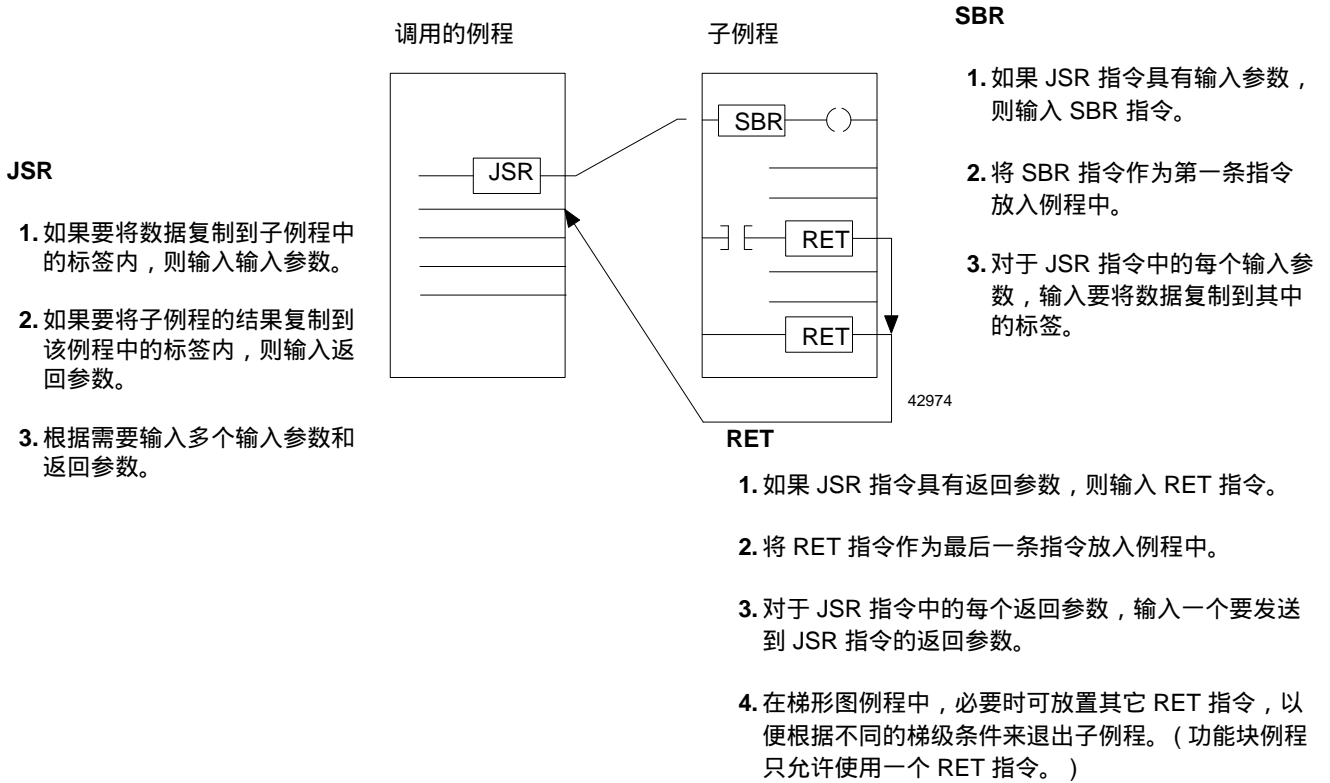 调用的例程
子例程
SBR
1. 如果 JSR 指令具有输入参数，
则输入 SBR 指令。
2. 将 SBR 指令作为第一条指令
放入例程中。
3. 对于 JSR 指令中的每个输入参
数，输入要将数据复制到其中
的标签。
JSR
1. 如果要将数据复制到子例程中
的标签内，则输入输入参数。
2. 如果要将子例程的结果复制到
该例程中的标签内，则输入返
回参数。
3. 根据需要输入多个输入参数和
返回参数。
JSR
SBR
RET
RET
42974
RET
1. 如果 JSR 指令具有返回参数，则输入 RET 指令。
2. 将 RET 指令作为最后一条指令放入例程中。
3. 对于 JSR 指令中的每个返回参数，输入一个要发送
到 JSR 指令的返回参数。
4. 在梯形图例程中，必要时可放置其它 RET 指令，以
便根据不同的梯级条件来退出子例程。（功能块例程
只允许使用一个 RET 指令。）